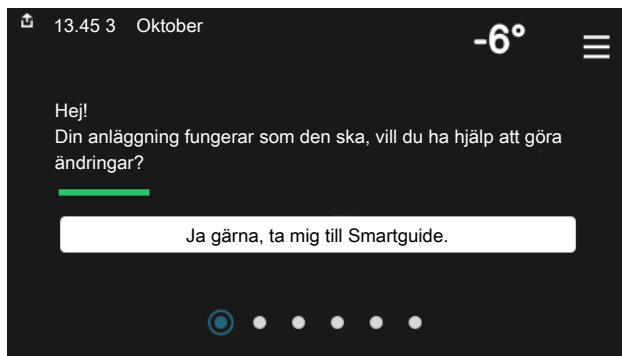 13.45 3 Oktober
-6°
Hej!
Din anläggning fungerar som den ska, vill du ha hjälp att göra
ändringar?
Ja gärna, ta mig till Smartguide.